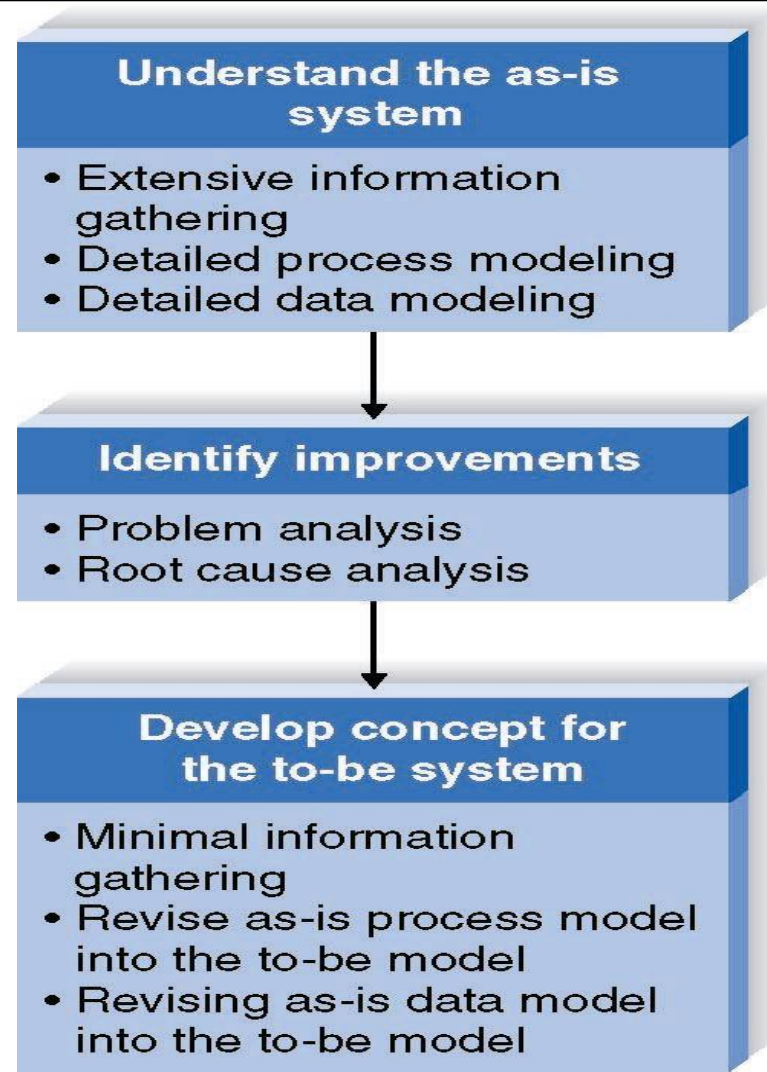 Understand the as-is
system
• Extensive information
gathering
• Detailed process modeling
• Detailed data modeling
Identify improvements
• Problem analysis
• Root cause analysis
Develop concept for
the to-be system
• Minimal information
gathering
• Revise as-is process model
into the to-be model
• Revising as-is data model
into the to-be model